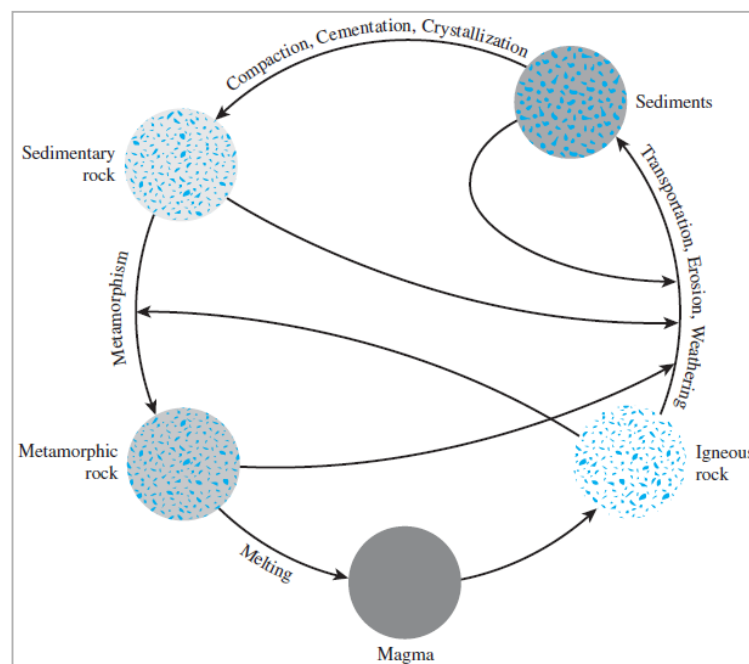 Compaction, Cementation, Crystallization
Sediments
Sedimentary
rock
Transportation, Erosion, Weathering
Metamorphism
Metamorphic
rock
Igneous
rock
Melting
Magma